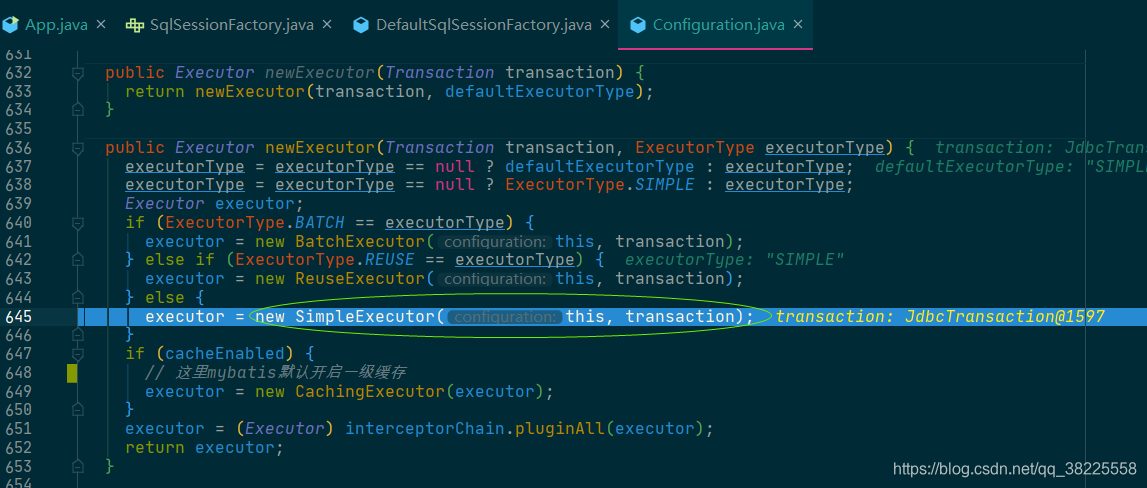 App.java × SqlSessionFactory.java × DefaultSqlSessionFactory.java × Configuration.java ×
631
632 public Executor newExecutor(Transaction transaction) {
633 return newExecutor(transaction, defaultExecutorType);
634 }
635
636 public Executor newExecutor(Transaction transaction, ExecutorType executorType) { transaction: JdbcTran
637 executorType = executorType == null ? defaultExecutorType : executorType; defaultExecutorType: "SIMPL
638 executorType = executorType == null ? ExecutorType.SIMPLE : executorType;
639 Executor executor;
640 if (ExecutorType.BATCH == executorType) {
641 executor = new BatchExecutor( configuration: this, transaction);
642 } else if (ExecutorType.REUSE == executorType) { executorType: "SIMPLE"
643 executor = new ReuseExecutor( configuration: this, transaction);
644 } else {
645 executor = new SimpleExecutor( configuration: this, transaction); transaction: JdbcTransaction@1597
646 }
647 if (cacheEnabled) {
648 // 这里mybatis默认开启一级缓存
649 executor = new CachingExecutor(executor);
650 }
651 executor = (Executor) interceptorChain.pluginAll(executor);
652 return executor;
653 }
654
https://blog.csdn.net/qq_38225558